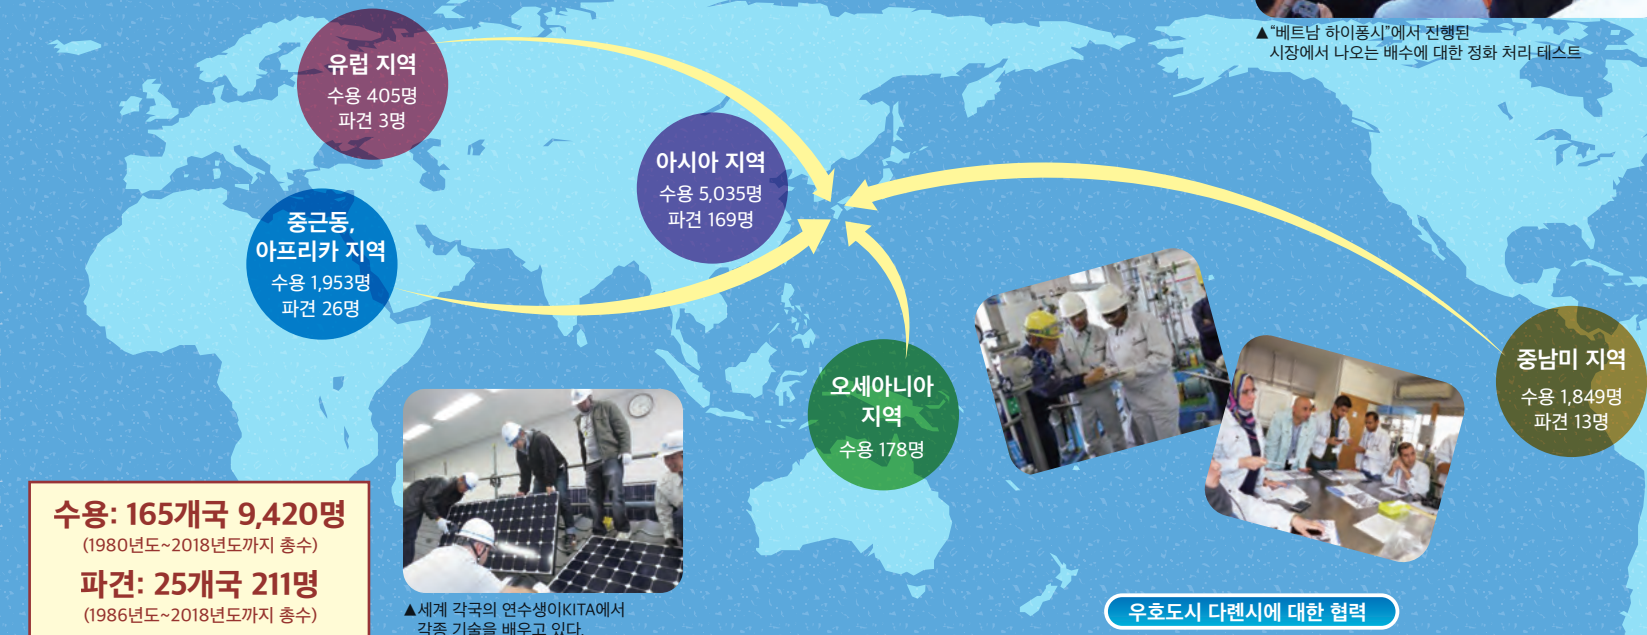 ▲“베트남 하이퐁시”에서 진행된
시장에서 나오는 배수에 대한 정화 처리 테스트
유럽 지역
수용 405명
파견 3명
아시아 지역
수용 5,035명
파견 169명
중근동,
아프리카 지역
수용 1,953명
파견 26명
오세아니아
지역
수용 178명
중남미 지역
수용 1,849명
파견 13명
수용: 165개국 9,420명
(1980년도~2018년도까지 총수)
파견: 25개국 211명
(1986년도~2018년도까지 총수)
▲세계 각국의 연수생이KITA에서
각종 기술을 배우고 있다.
우호도시 다롄시에 대한 협력